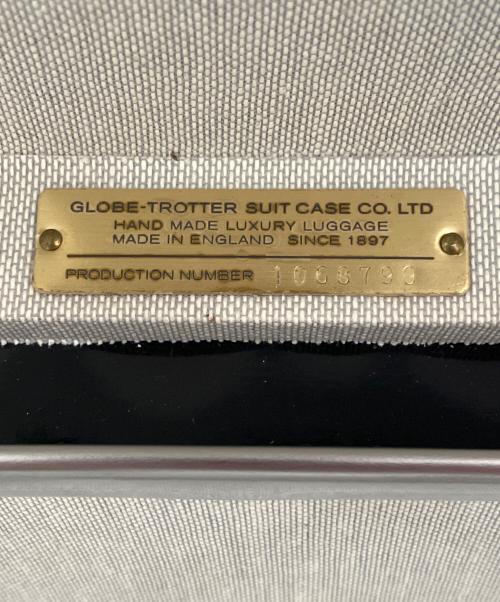 GLOBE-TROTTER SUIT CASE CO. LTD
HAND MADE LUXURY LUGGAGE
MADE IN ENGLAND SINCE 1897
PRODUCTION NUMBER